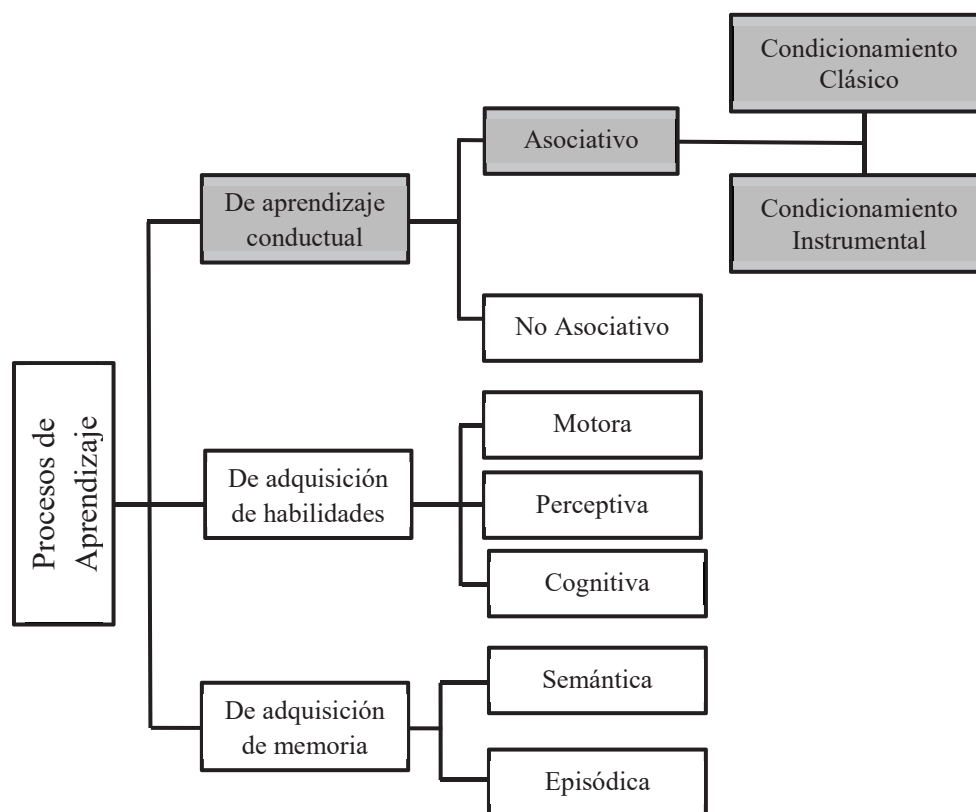 Condicionamiento
Clásico
Asociativo
De aprendizaje
conductual
Condicionamiento
Instrumental
No Asociativo
Procesos de
Aprendizaje
Motora
De adquisición
de habilidades
Perceptiva
Cognitiva
Semántica
De adquisición
de memoria
Episódica